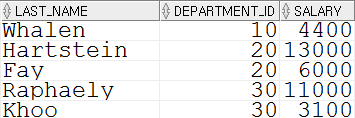 LAST_NAME DEPARTMENT_ID SALARY
Whalen 10 4400
Hartstein 20 13000
Fay 20 6000
Raphaely 30 11000
Khoo 30 3100